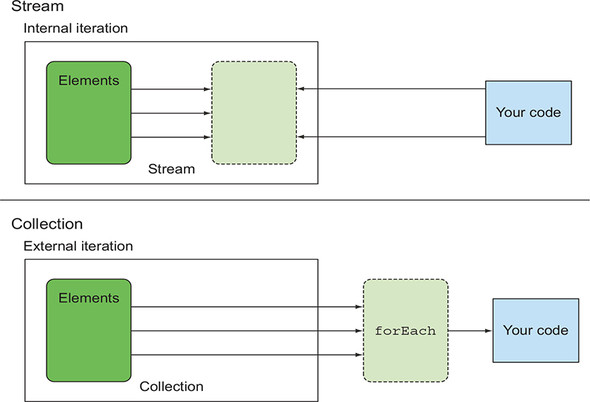 Stream
Internal iteration
Elements
Your code
Stream
Collection
External iteration
Elements
forEach
Your code
Collection